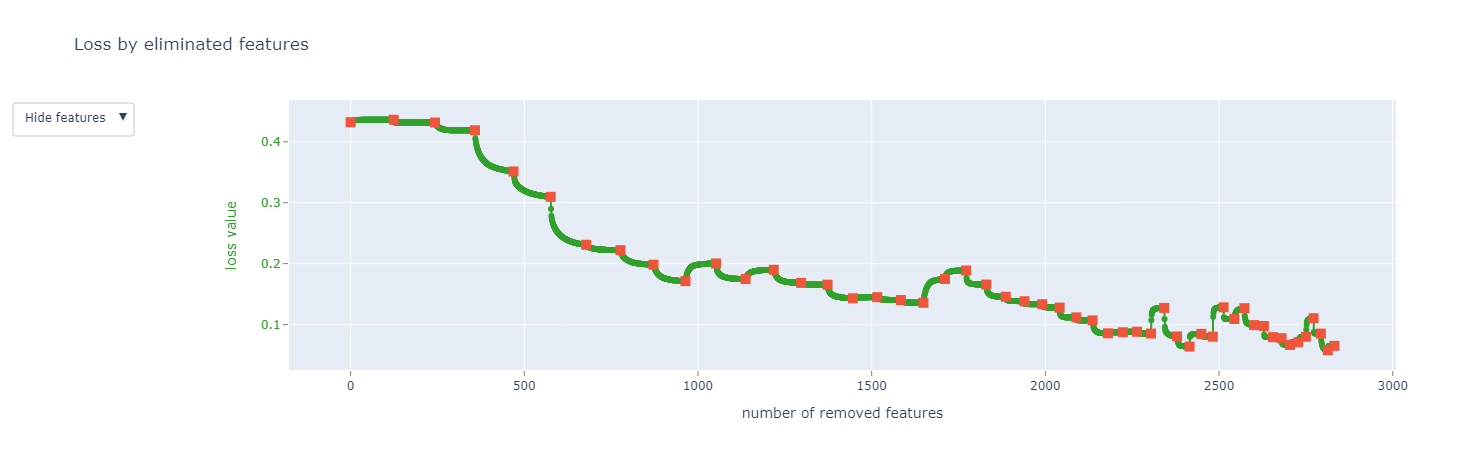 Loss by eliminated features
Hide features ▼
0.4
0.3
0.2
0.1
loss value
0 500 1000 1500 2000 2500 3000
number of removed features